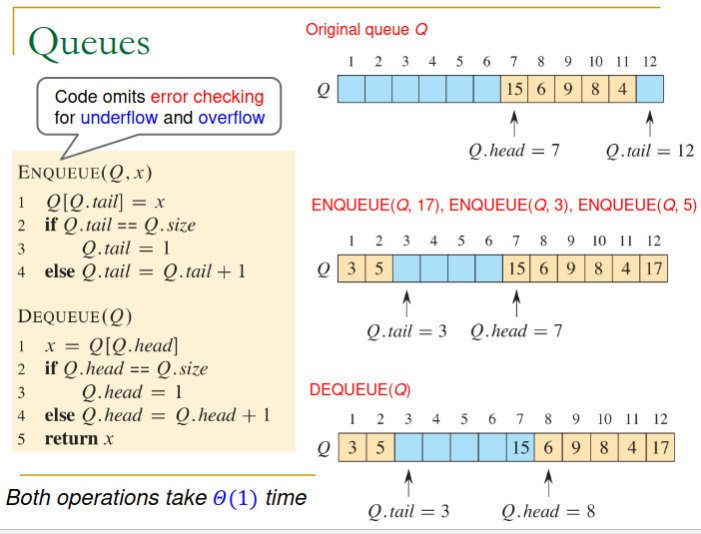 Queues
Code omits error checking
for underflow and overflow
ENQUEUE(Q, x)
1 Q[Q.tail] = x
2 if Q.tail == Q.size
3 Q.tail = 1
4 else Q.tail = Q.tail + 1
DEQUEUE(Q)
1 x = Q[Q.head]
2 if Q.head == Q.size
3 Q.head = 1
4 else Q.head = Q.head + 1
5 return x
Both operations take Θ(1) time
Original queue Q
1 2 3 4 5 6 7 8 9 10 11 12
Q 15 6 9 8 4
Q.head = 7 Q.tail = 12
ENQUEUE(Q, 17), ENQUEUE(Q, 3), ENQUEUE(Q, 5)
1 2 3 4 5 6 7 8 9 10 11 12
Q 3 5 15 6 9 8 4 17
Q.tail = 3 Q.head = 7
DEQUEUE(Q)
1 2 3 4 5 6 7 8 9 10 11 12
Q 3 5 15 6 9 8 4 17
Q.tail = 3 Q.head = 8